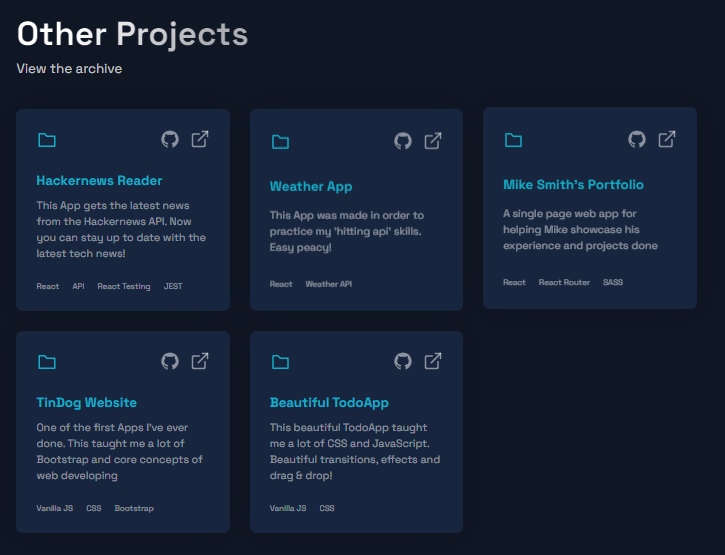 Other Projects
View the archive
Hackernews Reader
This App gets the latest news
from the Hackernews API. Now
you can stay up to date with the
latest tech news!
React API React Testing JEST
Weather App
This App was made in order to
practice my 'hitting api' skills.
Easy peacy!
React Weather API
Mike Smith's Portfolio
A single page web app for
helping Mike showcase his
experience and projects done
React React Router SASS
TinDog Website
One of the first Apps I've ever
done. This taught me a lot of
Bootstrap and core concepts of
web developing
Vanilla JS CSS Bootstrap
Beautiful TodoApp
This beautiful TodoApp taught
me a lot of CSS and JavaScript.
Beautiful transitions, effects and
drag & drop!
Vanilla JS CSS